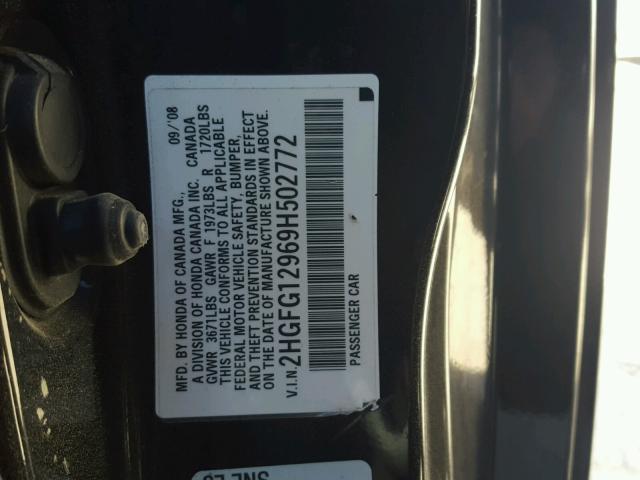 MFD. BY HONDA OF CANADA MFG., 09/'08
A DIVISION OF HONDA CANADA INC. CANADA
GVWR 3671LBS GAWR F 1973LBS R 1720LBS
THIS VEHICLE CONFORMS TO ALL APPLICABLE
FEDERAL MOTOR VEHICLE SAFETY, BUMPER,
AND THEFT PREVENTION STANDARDS IN EFFECT
ON THE DATE OF MANUFACTURE SHOWN ABOVE.
V.I.N. 2HGFG12969H502772
PASSENGER CAR